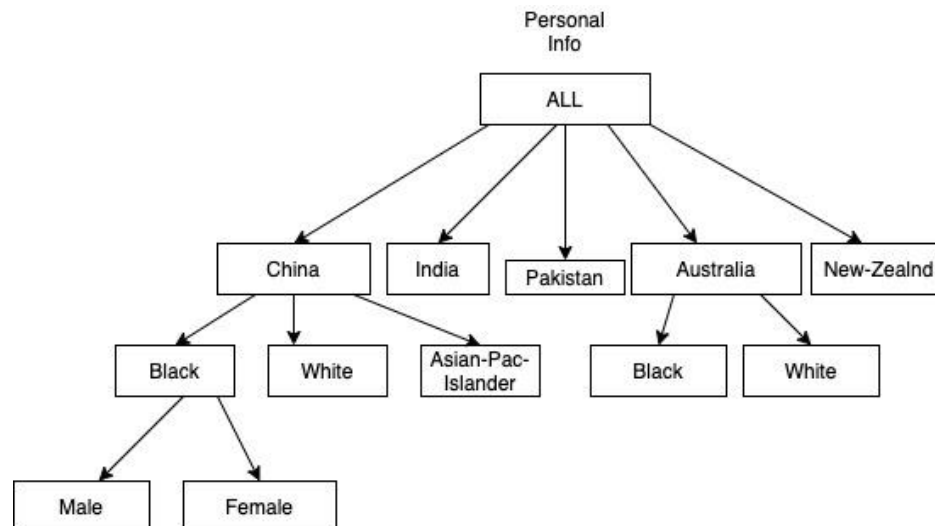 Personal
Info
ALL
China
India
Pakistan
Australia
New-Zealnd
Black
White
Asian-Pac-
Islander
Black
White
Male
Female